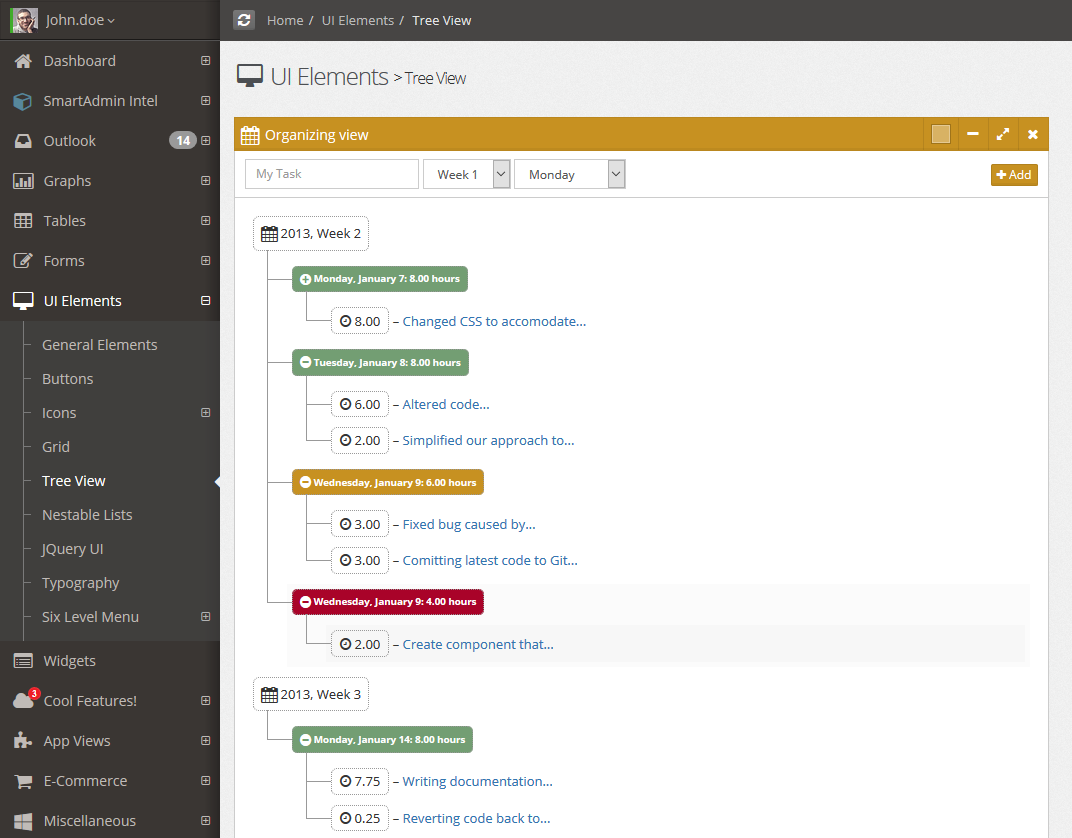 John.doe
Home / UI Elements / Tree View
Dashboard
SmartAdmin Intel
Outlook 14
Graphs
Tables
Forms
UI Elements
General Elements
Buttons
Icons
Grid
Tree View
Nestable Lists
JQuery UI
Typography
Six Level Menu
Widgets
3
Cool Features!
App Views
E-Commerce
Miscellaneous
UI Elements > Tree View
Organizing view
My Task Week 1 Monday Add
2013, Week 2
Monday, January 7: 8.00 hours
8.00 – Changed CSS to accomodate...
Tuesday, January 8: 8.00 hours
6.00 – Altered code...
2.00 – Simplified our approach to...
Wednesday, January 9: 6.00 hours
3.00 – Fixed bug caused by...
3.00 – Comitting latest code to Git...
Wednesday, January 9: 4.00 hours
2.00 – Create component that...
2013, Week 3
Monday, January 14: 8.00 hours
7.75 – Writing documentation...
0.25 – Reverting code back to...